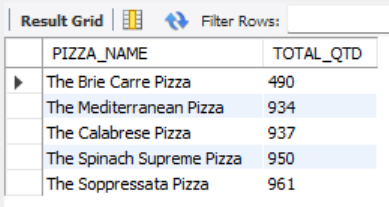 Result Grid Filter Rows:
PIZZA_NAME TOTAL_QTD
The Brie Carre Pizza 490
The Mediterranean Pizza 934
The Calabrese Pizza 937
The Spinach Supreme Pizza 950
The Soppressata Pizza 961